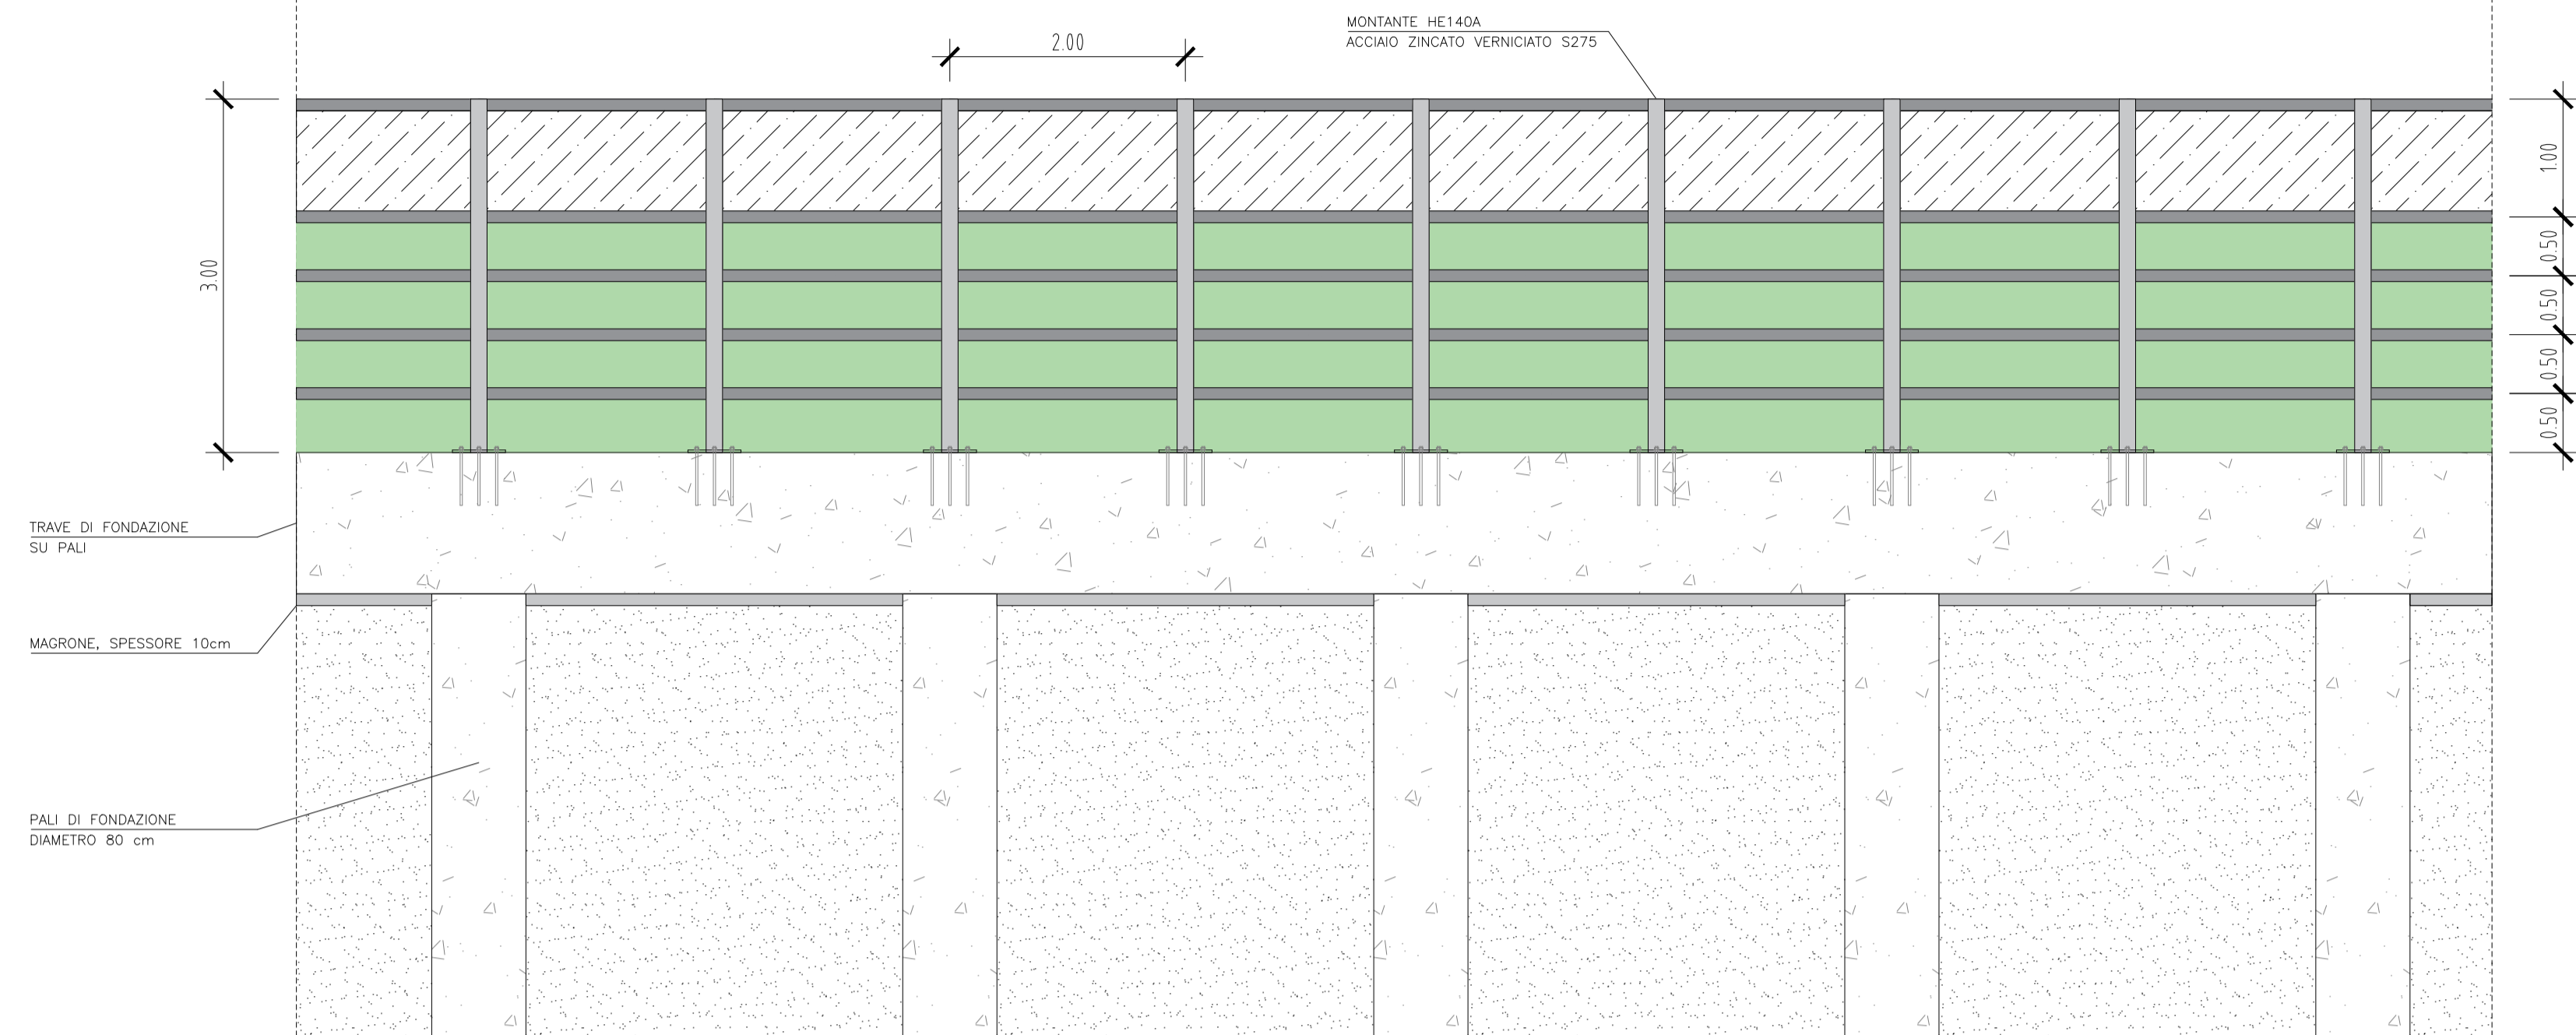 MONTANTE HE140A
ACCIAIO ZINCATO VERNICIATO S275
2.00
3.00
1.00
0.50
0.50
0.50
0.50
TRAVE DI FONDAZIONE
SU PALI
MAGRONE, SPESSORE 10cm
PALI DI FONDAZIONE
DIAMETRO 80 cm